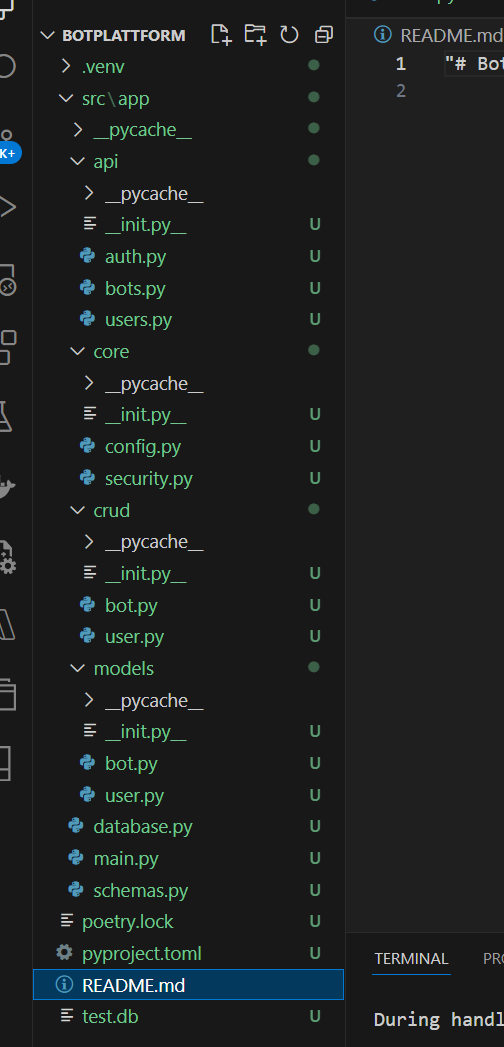 BOTPLATTFORM
README.md
.venv
1 "# Bot
src\app
2
__pycache__
K+
api
__pycache__
__init.py__ U
auth.py U
bots.py U
users.py U
core
__pycache__
__init.py__ U
config.py U
security.py U
crud
__pycache__
__init.py__ U
bot.py U
user.py U
models
__pycache__
__init.py__ U
bot.py U
user.py U
database.py U
main.py U
schemas.py U
poetry.lock U
pyproject.toml U
TERMINAL PRO
README.md
test.db U
During handl